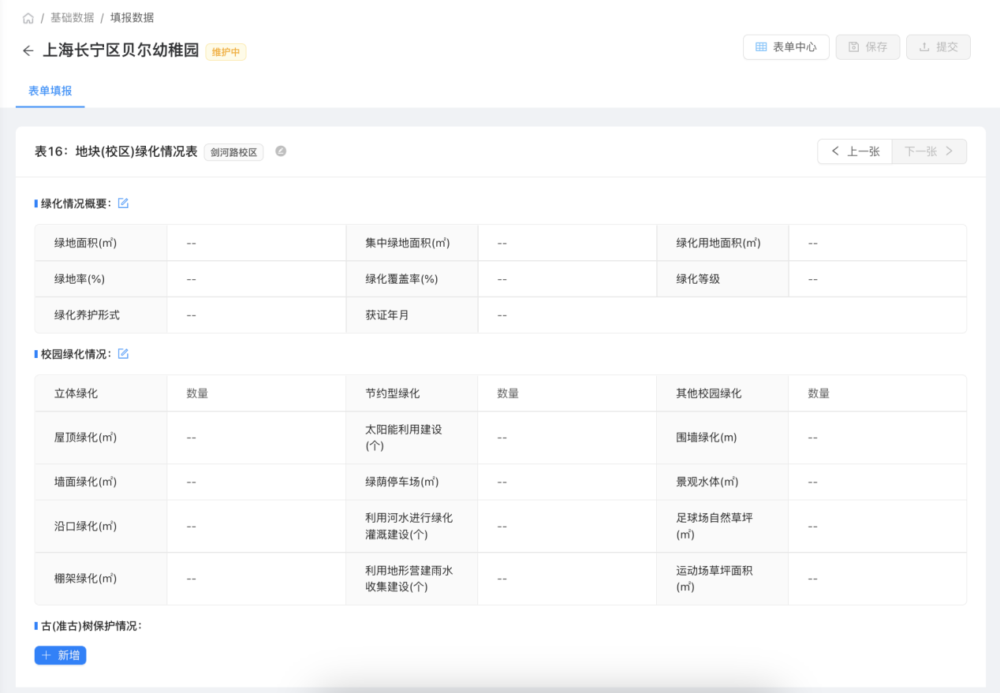 / 基础数据 / 填报数据
上海长宁区贝尔幼稚园 维护中 表单中心 保存 提交
表单填报
表16：地块(校区)绿化情况表 剑河路校区 上一张 下一张
绿化情况概要：
绿地面积(㎡) -- 集中绿地面积(㎡) -- 绿化用地面积(㎡) --
绿地率(%) -- 绿化覆盖率(%) -- 绿化等级 --
绿化养护形式 -- 获证年月 --
校园绿化情况：
立体绿化 数量 节约型绿化 数量 其他校园绿化 数量
屋顶绿化(㎡) -- 太阳能利用建设
(个) -- 围墙绿化(m) --
墙面绿化(㎡) -- 绿荫停车场(㎡) -- 景观水体(㎡) --
沿口绿化(㎡) -- 利用河水进行绿化
灌溉建设(个) -- 足球场自然草坪
(㎡) --
棚架绿化(㎡) -- 利用地形营建雨水
收集建设(个) -- 运动场草坪面积
(㎡) --
古(准古)树保护情况：
新增